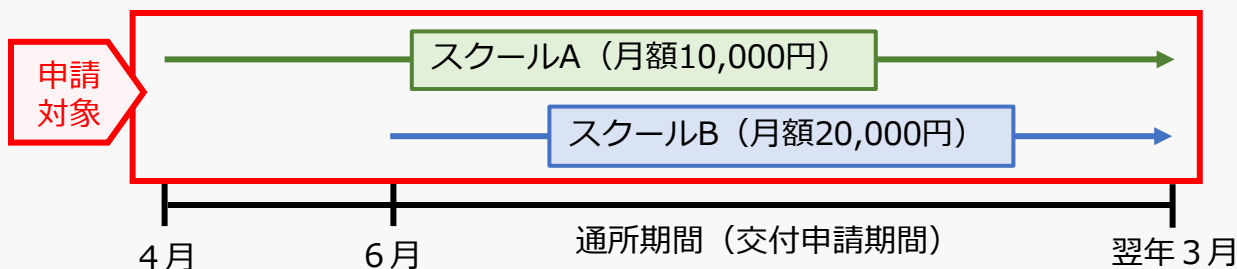 スクールA（月額10,000円）
申請
対象
スクールB（月額20,000円）
４月
６月
通所期間（交付申請期間）
翌年３月